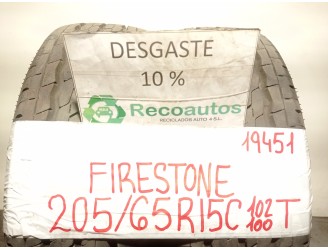 DESGASTE
10 %
Recoautos
RECICLADOS AUTO 4 S.L.
19451
FIRESTONE
205/65R15C 102/100 T